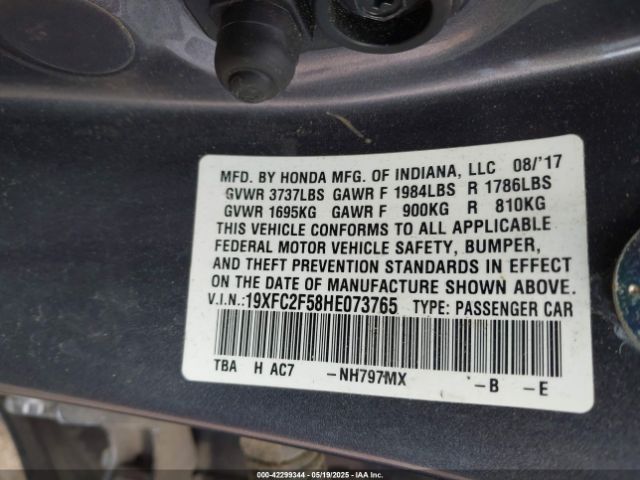 MFD. BY HONDA MFG. OF INDIANA, LLC 08/'17
GVWR 3737LBS GAWR F 1984LBS R 1786LBS
GVWR 1695KG GAWR F 900KG R 810KG
THIS VEHICLE CONFORMS TO ALL APPLICABLE
FEDERAL MOTOR VEHICLE SAFETY, BUMPER,
AND THEFT PREVENTION STANDARDS IN EFFECT
ON THE DATE OF MANUFACTURE SHOWN ABOVE.
V.I.N.:19XFC2F58HE073765 TYPE: PASSENGER CAR
TBA H AC7 -NH797MX *-B -E
000-42299344 - 05/19/2025 - IAAI, Inc.